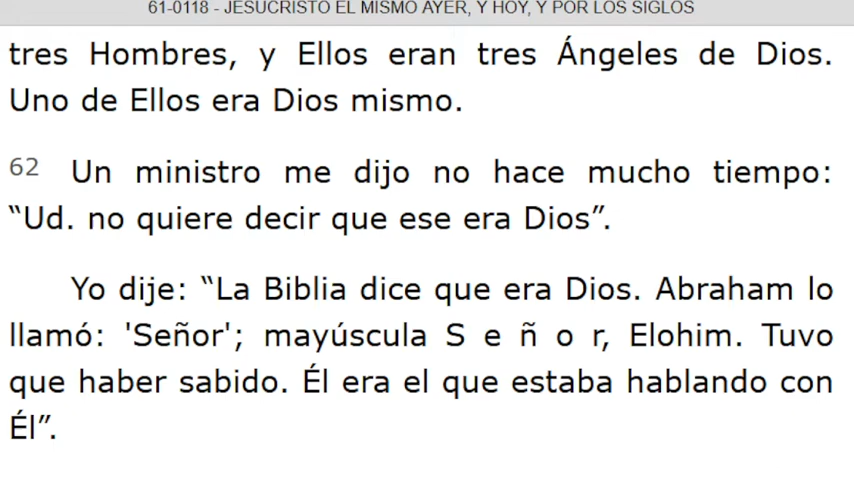 61-0118 - JESUCRISTO EL MISMO AYER, Y HOY, Y POR LOS SIGLOS
tres Hombres, y Ellos eran tres Ángeles de Dios.
Uno de Ellos era Dios mismo.
62 Un ministro me dijo no hace mucho tiempo:
“Ud. no quiere decir que ese era Dios”.
Yo dije: “La Biblia dice que era Dios. Abraham lo
llamó: 'Señor'; mayúscula S e ñ o r, Elohim. Tuvo
que haber sabido. Él era el que estaba hablando con
Él”.